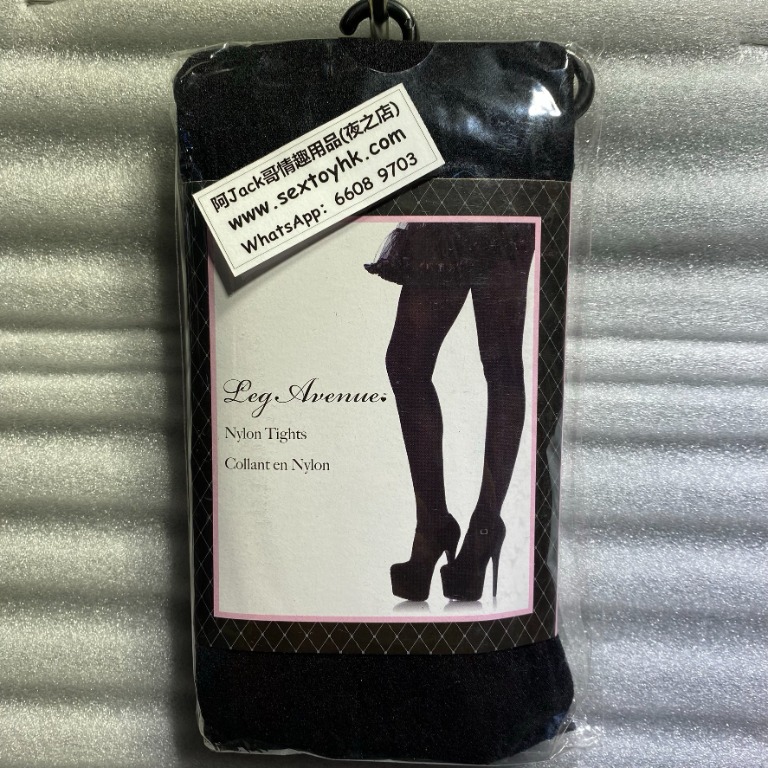 阿Jack哥情趣用品(夜之店)
www.sextoyhk.com
WhatsApp: 6608 9703
Leg Avenue
Nylon Tights
Collant en Nylon